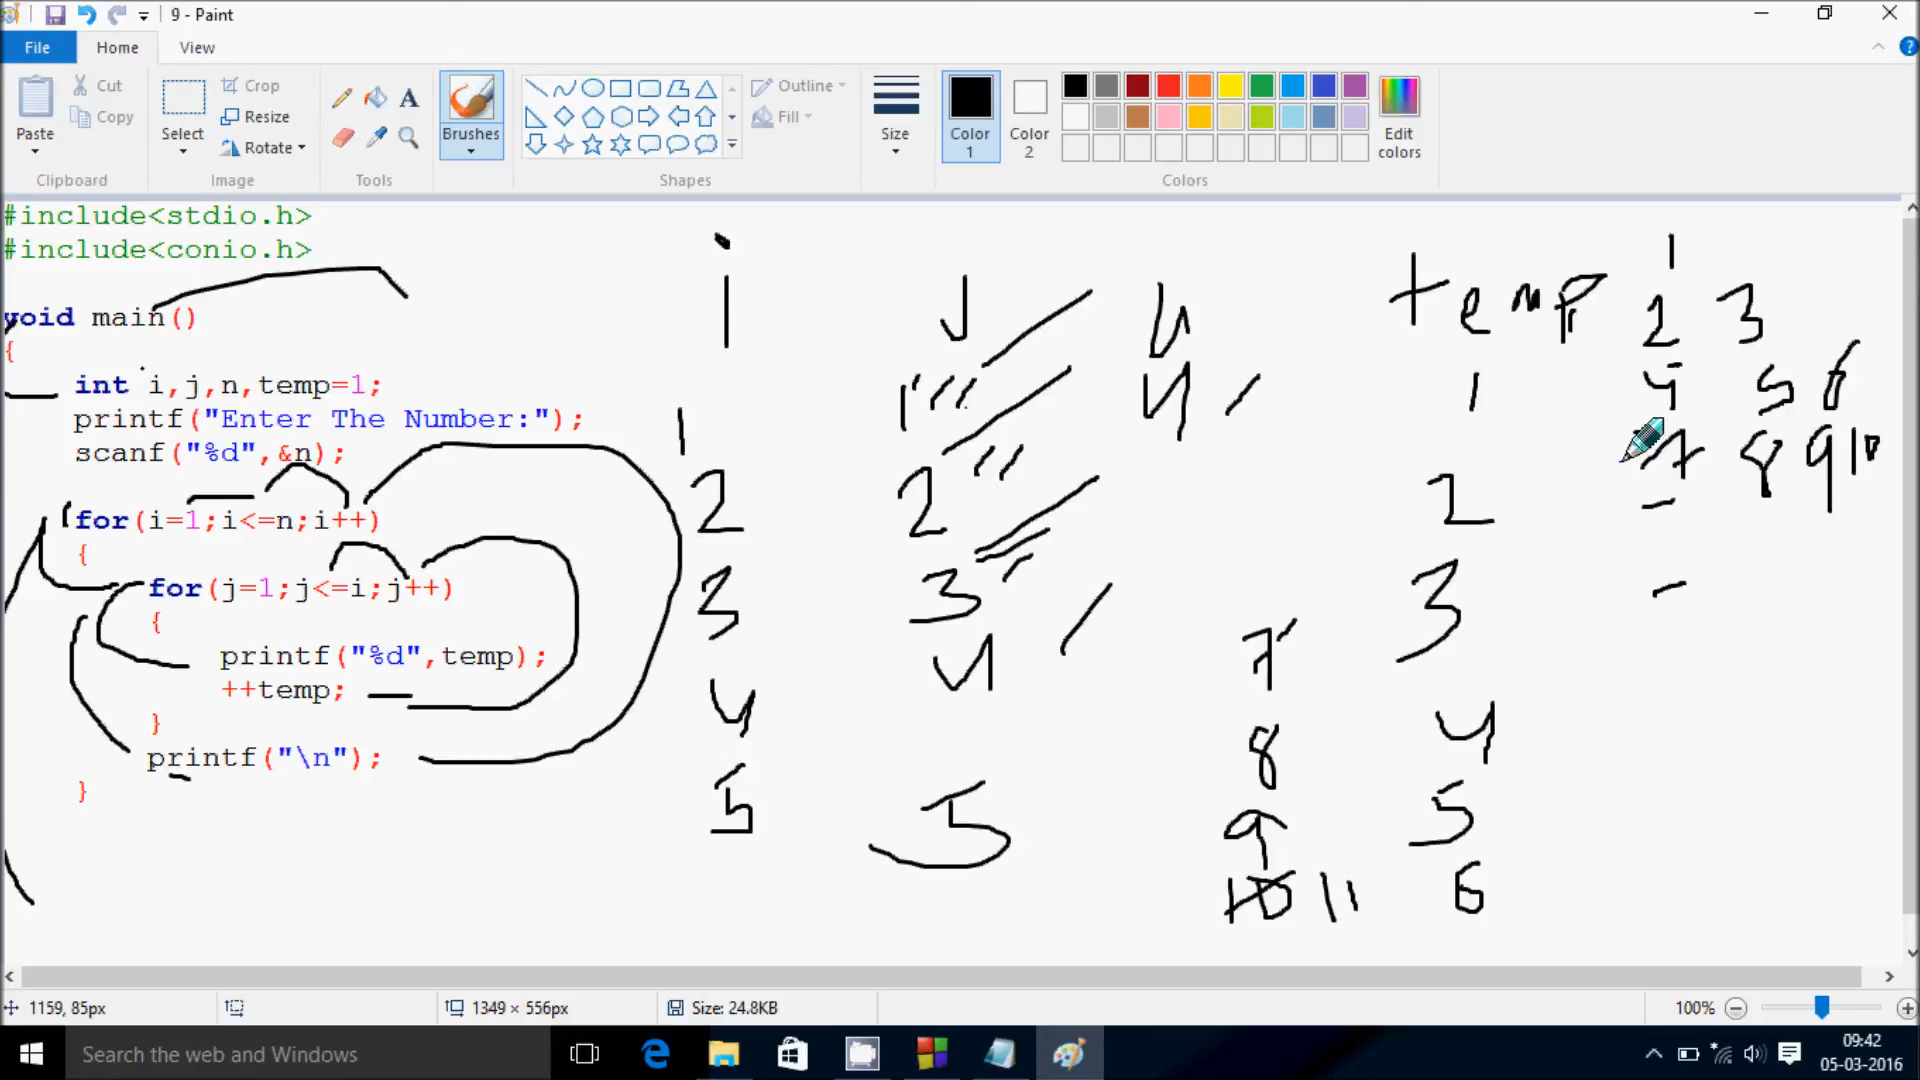 9 - Paint
File Home View
Paste Cut Copy Select Crop Resize Rotate A Brushes Outline Fill Size Color 1 Color 2 Edit colors
Clipboard Image Tools Shapes Colors
#include<stdio.h>
#include<conio.h>
void main()
{
int i,j,n,temp=1;
printf("Enter The Number:");
scanf("%d",&n);
for(i=1;i<=n;i++)
{
for(j=1;j<=i;j++)
{
printf("%d",temp);
++temp;
}
printf("\n");
}
i
1
2
3
4
5
J
1
2
3
4
5
4
7
8
9
10 11
temp
1
2
3
4
5
6
1
2 3
4 5 6
7 8 9 10
1159, 85px
1349 × 556px
Size: 24.8KB
100%
Search the web and Windows
09:42
05-03-2016